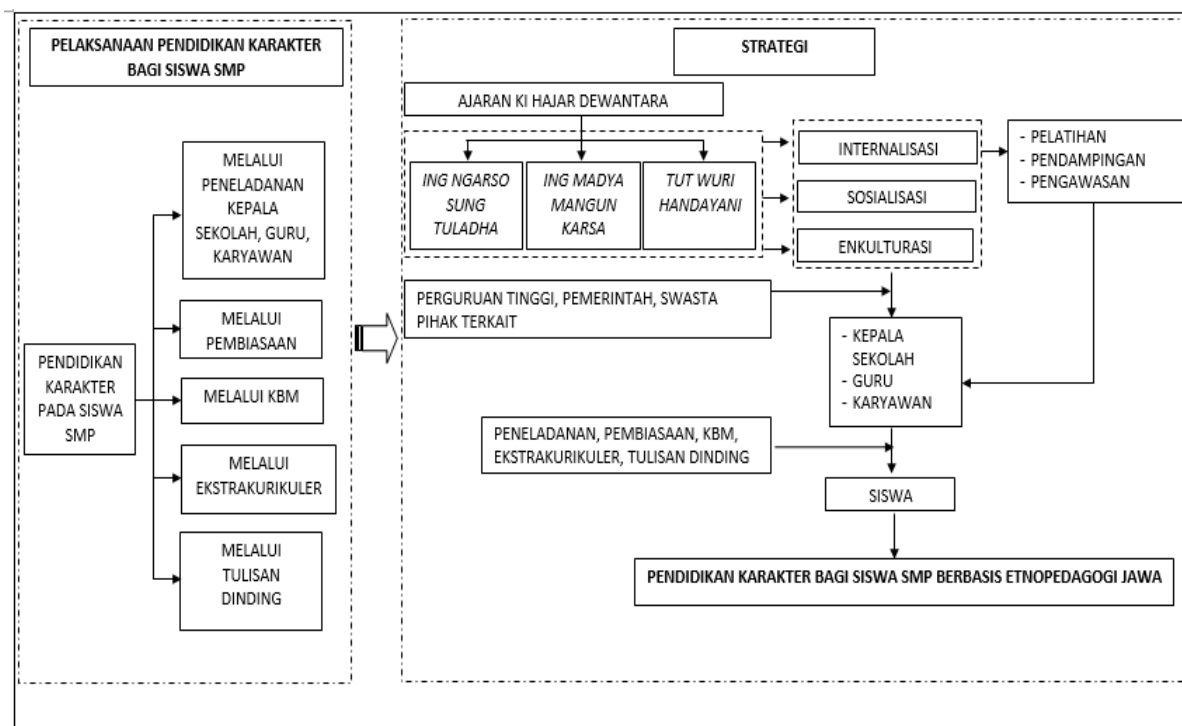 PELAKSANAAN PENDIDIKAN KARAKTER
BAGI SISWA SMP
PENDIDIKAN
KARAKTER
PADA SISWA
SMP
MELALUI
PENELADANAN
KEPALA
SEKOLAH, GURU,
KARYAWAN
MELALUI
PEMBIASAAN
MELALUI KBM
MELALUI
EKSTRAKURIKULER
MELALUI
TULISAN
DINDING
STRATEGI
AJARAN KI HAJAR DEWANTARA
ING NGARSO
SUNG
TULADHA
ING MADYA
MANGUN
KARSA
TUT WURI
HANDAYANI
INTERNALISASI
SOSIALISASI
ENKULTURASI
- PELATIHAN
- PENDAMPINGAN
- PENGAWASAN
PERGURUAN TINGGI, PEMERINTAH, SWASTA
PIHAK TERKAIT
- KEPALA
SEKOLAH
- GURU
- KARYAWAN
PENELADANAN, PEMBIASAAN, KBM,
EKSTRAKURIKULER, TULISAN DINDING
SISWA
PENDIDIKAN KARAKTER BAGI SISWA SMP BERBASIS ETNOPEDAGOGI JAWA